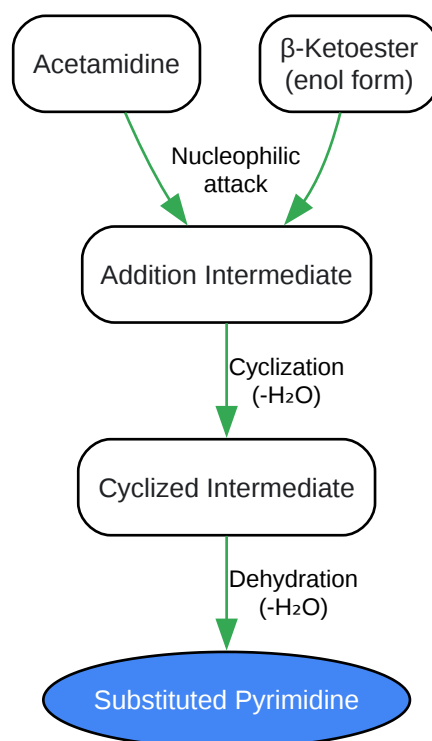 Acetamidine
β-Ketoester
(enol form)
Nucleophilic
attack
Addition Intermediate
Cyclization
(-H₂O)
Cyclized Intermediate
Dehydration
(-H₂O)
Substituted Pyrimidine